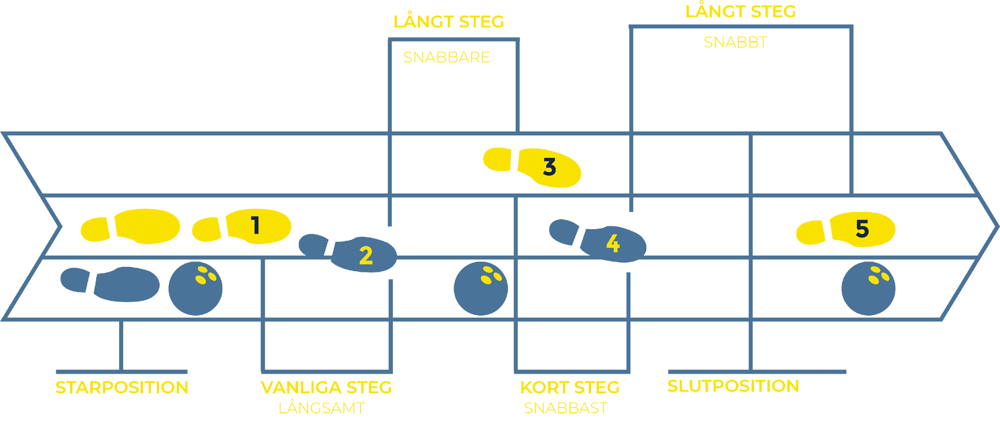 LÅNGT STEG
SNABBARE
LÅNGT STEG
SNABBT
3
1
2
4
5
STARPOSITION
VANLIGA STEG
LÅNGSAMT
KORT STEG
SNABBAST
SLUTPOSITION